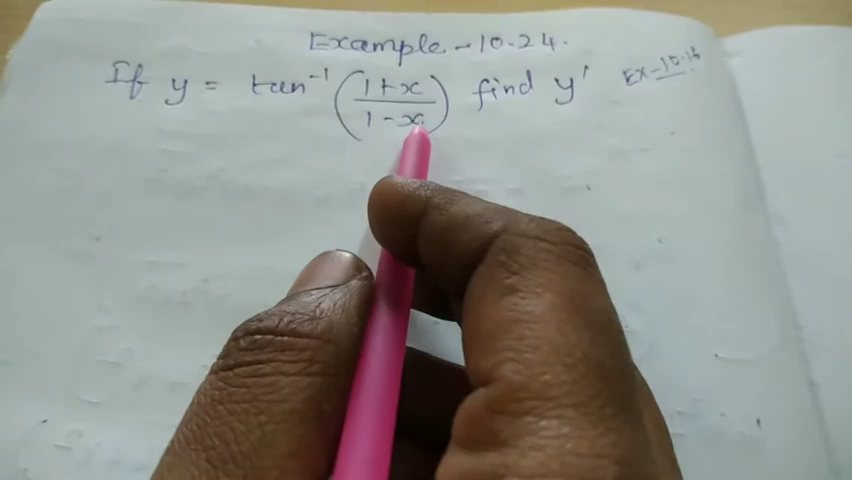 Example - 10.24.
If y = tan⁻¹ (1+x / 1-x) find y' Ex-10.16